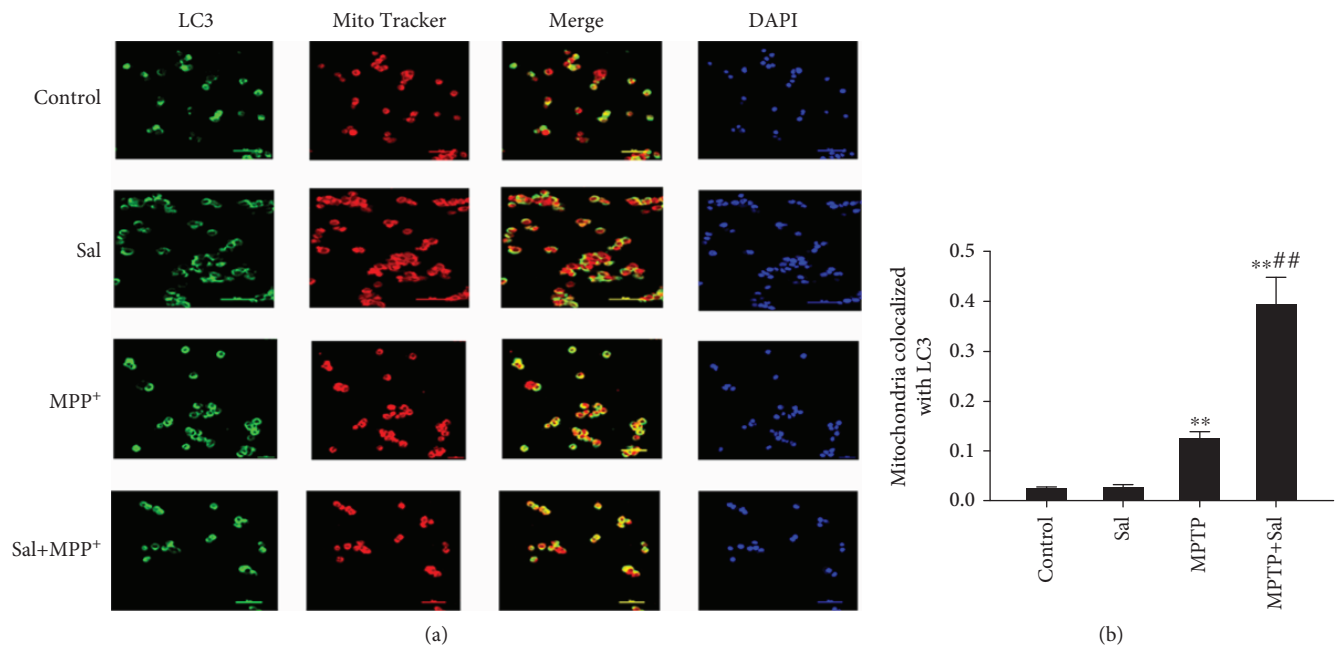 LC3 Mito Tracker Merge DAPI
Control
Sal
MPP⁺
Sal+MPP⁺
(a)
Mitochondria colocalized
with LC3
0.5
0.4
0.3
0.2
0.1
0.0
**
**##
Control
Sal
MPTP
MPTP+Sal
(b)